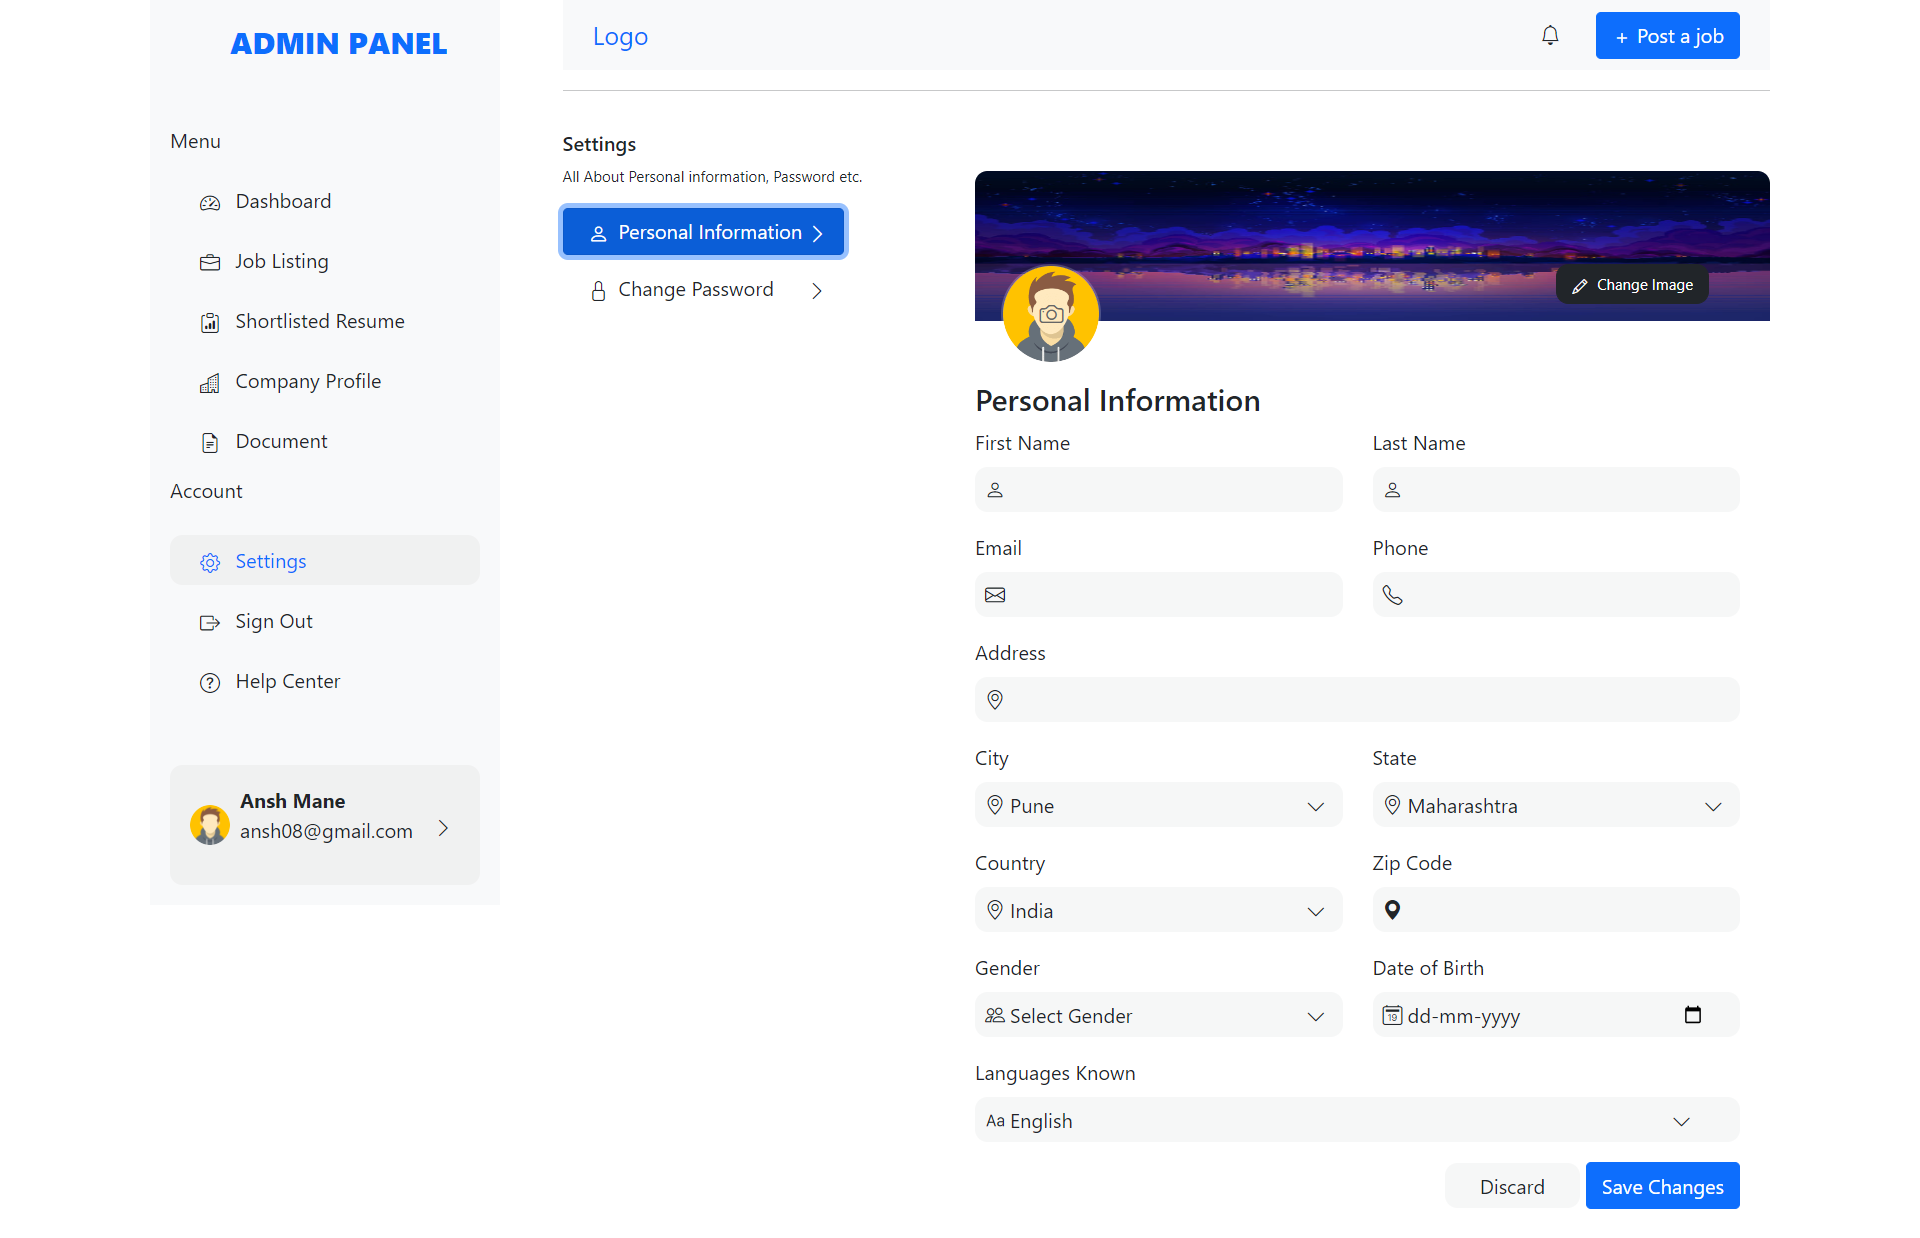 ADMIN PANEL
Menu
Dashboard
Job Listing
Shortlisted Resume
Company Profile
Document
Account
Settings
Sign Out
Help Center
Ansh Mane
ansh08@gmail.com
Logo
+ Post a job
Settings
All About Personal information, Password etc.
Personal Information
Change Password
Change Image
Personal Information
First Name
Last Name
Email
Phone
Address
City
State
Pune
Maharashtra
Country
Zip Code
India
Gender
Date of Birth
Select Gender
19 dd-mm-yyyy
Languages Known
Aa English
Discard
Save Changes